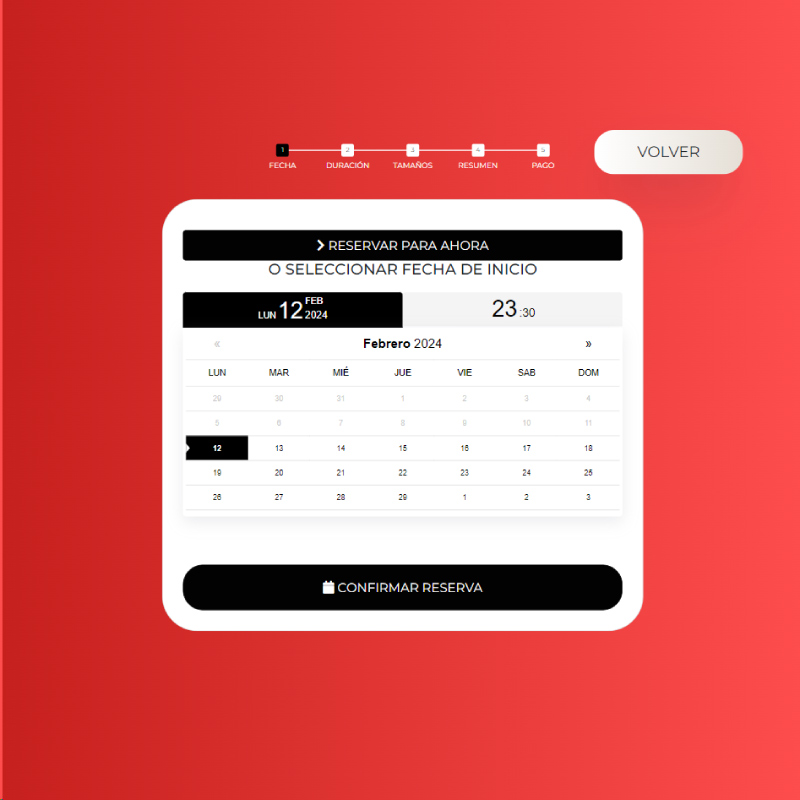 1 2 3 4 5
FECHA DURACIÓN TAMAÑOS RESUMEN PAGO
VOLVER
RESERVAR PARA AHORA
O SELECCIONAR FECHA DE INICIO
LUN 12 FEB 2024
23:30
« Febrero 2024 »
LUN MAR MIÉ JUE VIE SAB DOM
29 30 31 1 2 3 4
5 6 7 8 9 10 11
12 13 14 15 16 17 18
19 20 21 22 23 24 25
26 27 28 29 1 2 3
CONFIRMAR RESERVA